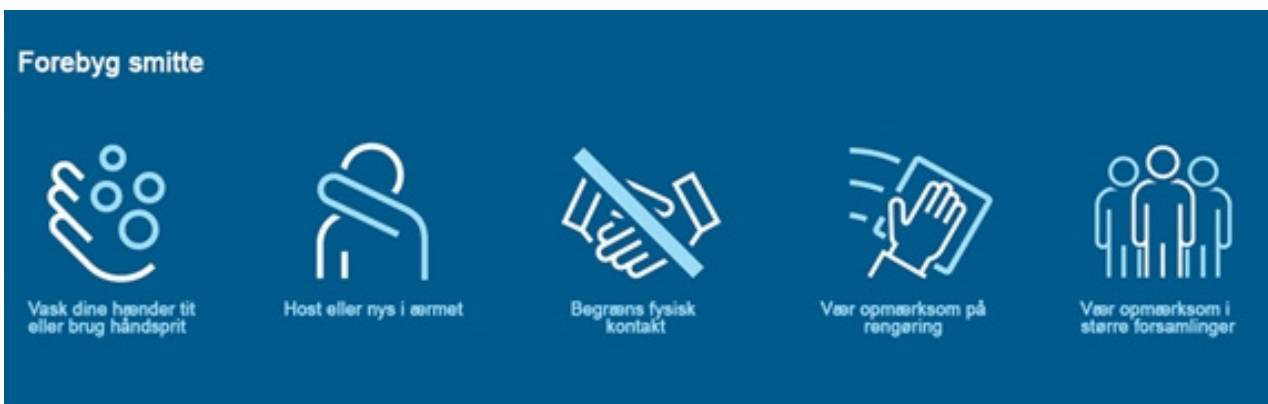 Forebyg smitte
Vask dine hænder tit
eller brug håndsprit
Host eller nys i ærmet
Begræns fysisk
kontakt
Vær opmærksom på
rengøring
Vær opmærksom i
større forsamlinger